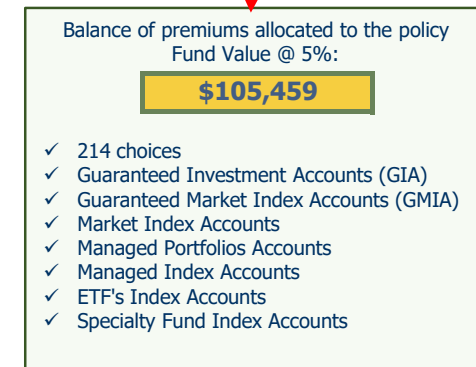 Balance of premiums allocated to the policy
Fund Value @ 5%:
$105,459
✓ 214 choices
✓ Guaranteed Investment Accounts (GIA)
✓ Guaranteed Market Index Accounts (GMIA)
✓ Market Index Accounts
✓ Managed Portfolios Accounts
✓ Managed Index Accounts
✓ ETF's Index Accounts
✓ Specialty Fund Index Accounts